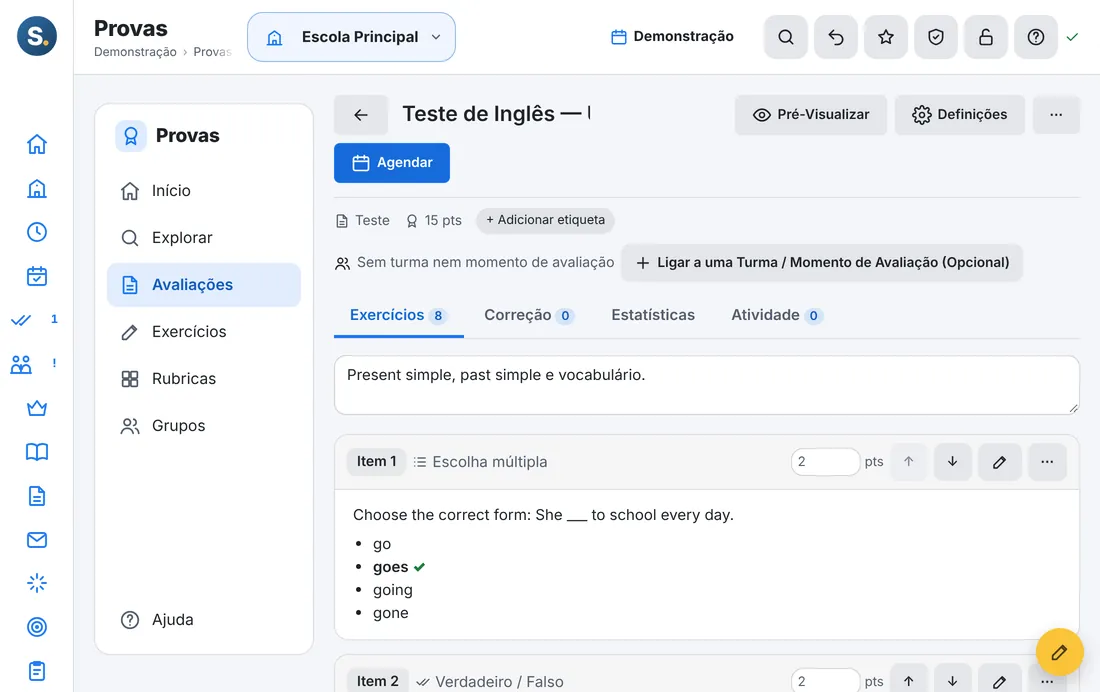 S.
Provas
Demonstração › Provas
Escola Principal
Demonstração
Provas
Início
Explorar
Avaliações
Exercícios
Rubricas
Grupos
Ajuda
1
!
Teste de Inglês —
Pré-Visualizar
Definições
Agendar
Teste
15 pts
+ Adicionar etiqueta
Sem turma nem momento de avaliação
Ligar a uma Turma / Momento de Avaliação (Opcional)
Exercícios 8
Correção 0
Estatísticas
Atividade 0
Present simple, past simple e vocabulário.
Item 1
Escolha múltipla
2 pts
Choose the correct form: She ___ to school every day.
go
goes
going
gone
Item 2
Verdadeiro / Falso
2 pts